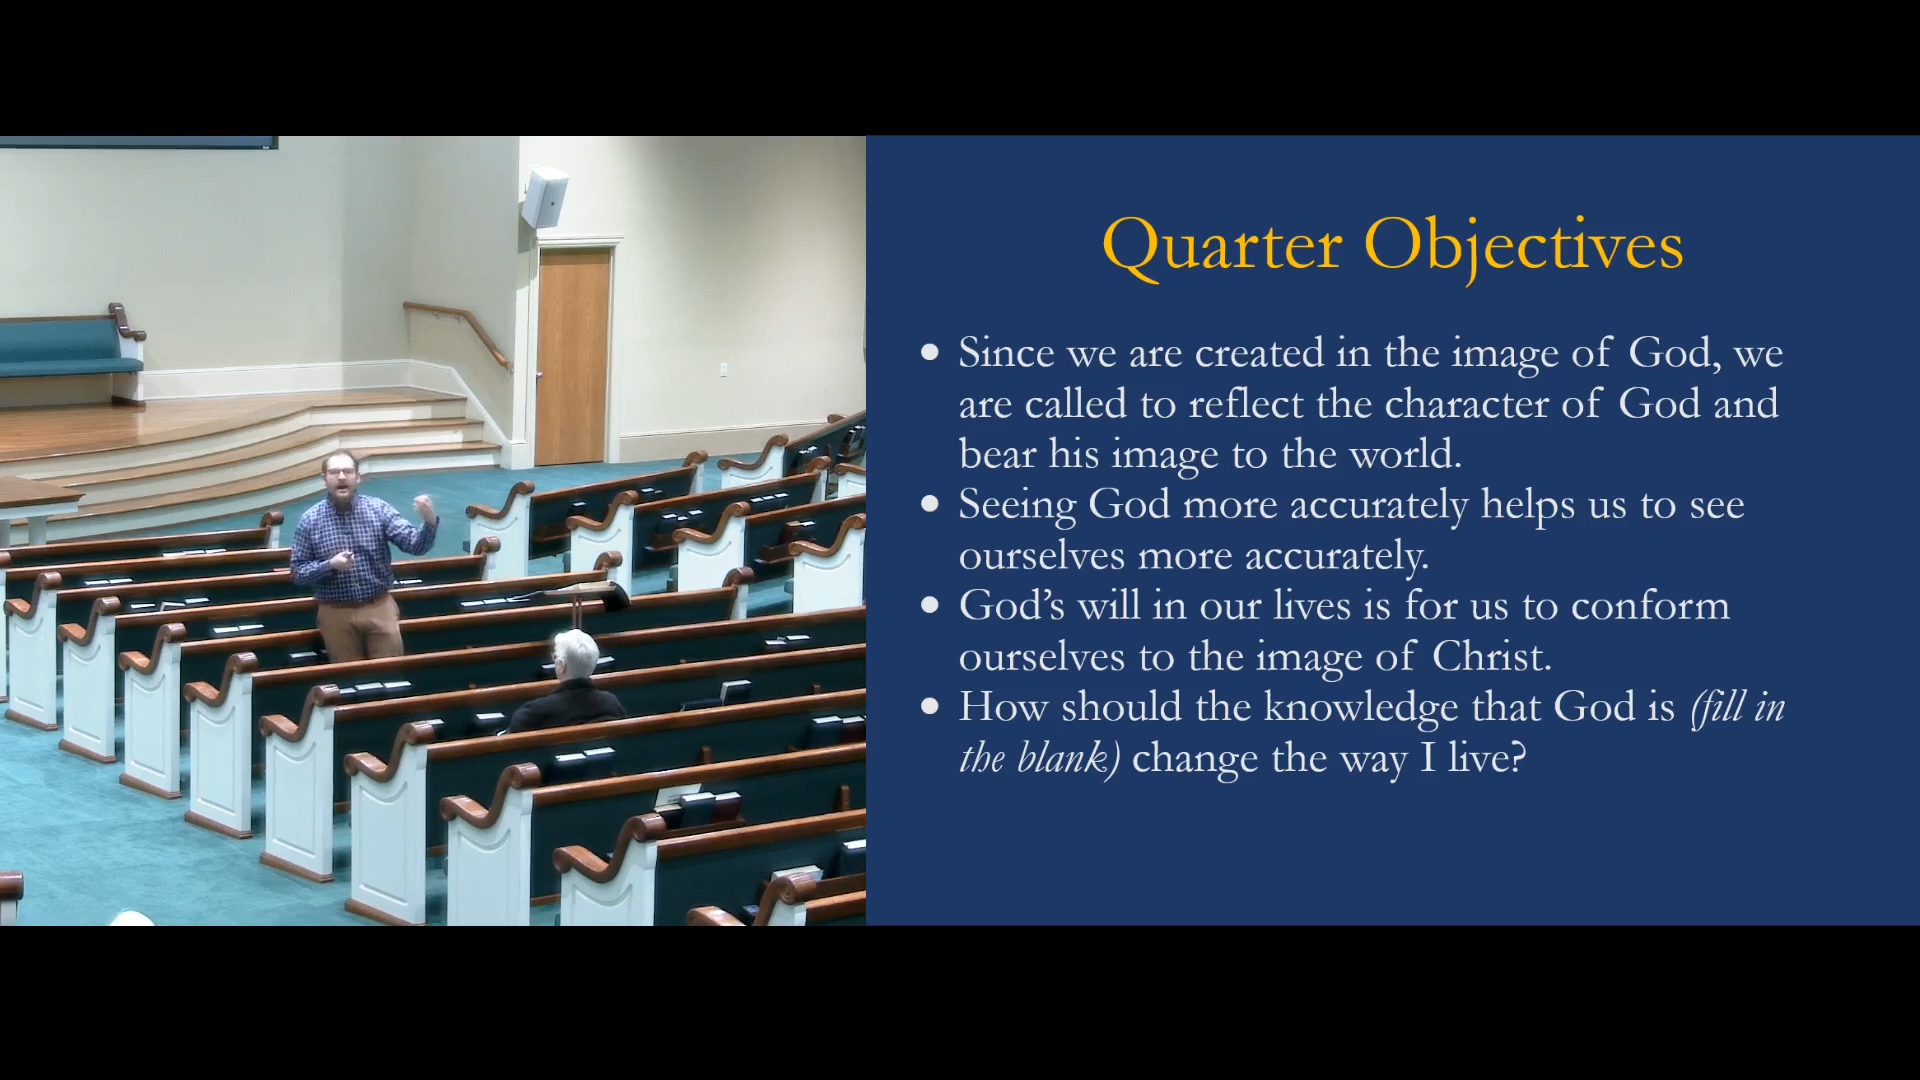 Quarter Objectives
• Since we are created in the image of God, we
are called to reflect the character of God and
bear his image to the world.
• Seeing God more accurately helps us to see
ourselves more accurately.
• God’s will in our lives is for us to conform
ourselves to the image of Christ.
• How should the knowledge that God is (fill in
the blank) change the way I live?